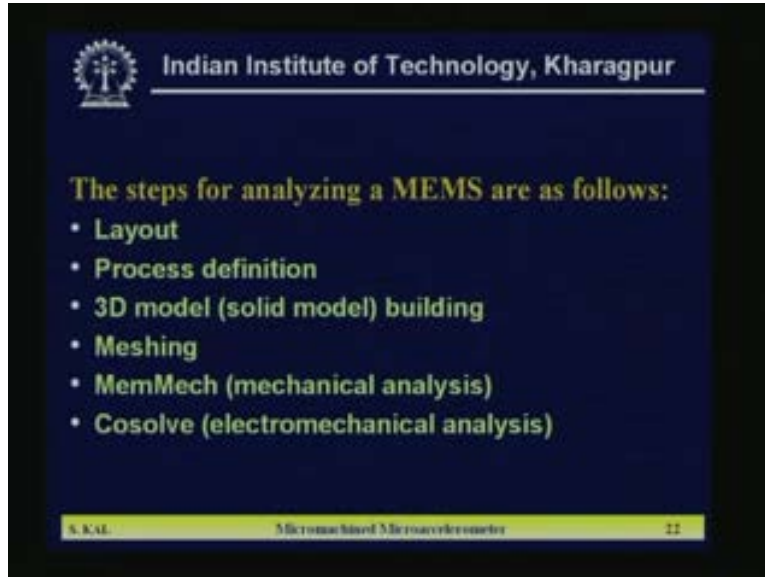 Indian Institute of Technology, Kharagpur
The steps for analyzing a MEMS are as follows:
• Layout
• Process definition
• 3D model (solid model) building
• Meshing
• MemMech (mechanical analysis)
• Cosolve (electromechanical analysis)
S. KAL Micromachined Microaccelerometer 22